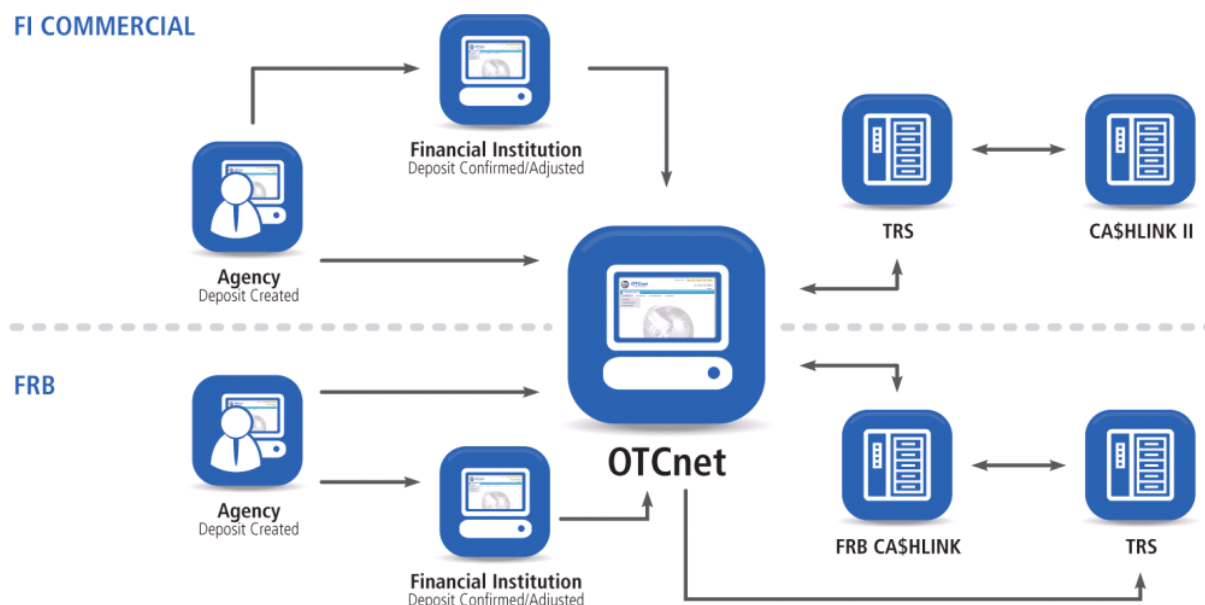 FI COMMERCIAL
Financial Institution
Deposit Confirmed/Adjusted
Agency
Deposit Created
TRS
CA$HLINK II
OTCnet
FRB
Agency
Deposit Created
OTCnet
Financial Institution
Deposit Confirmed/Adjusted
FRB CA$HLINK
TRS